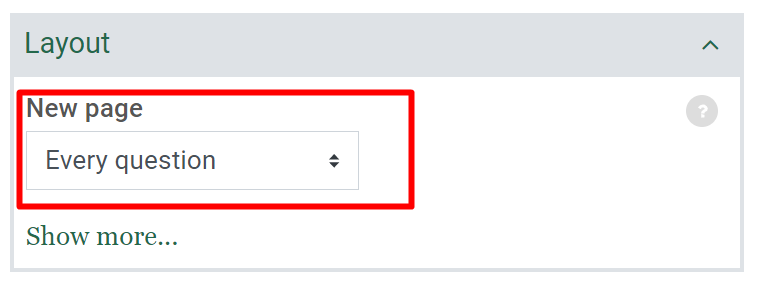 Layout
New page
?
Every question
Show more...